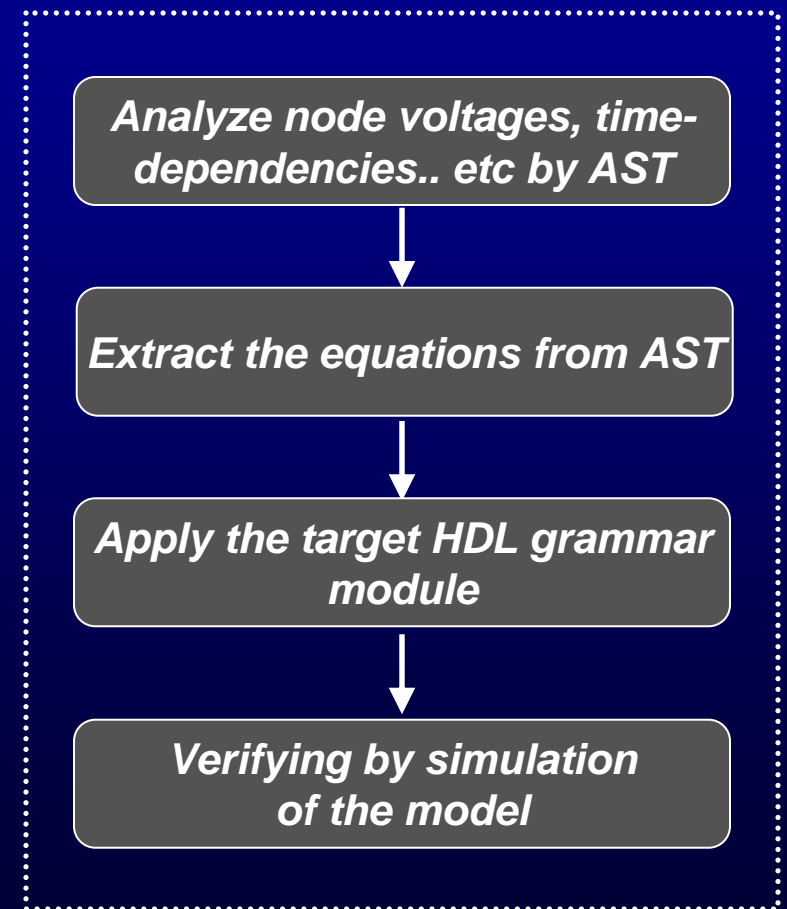 Analyze node voltages, time-
dependencies.. etc by AST
Extract the equations from AST
Apply the target HDL grammar
module
Verifying by simulation
of the model